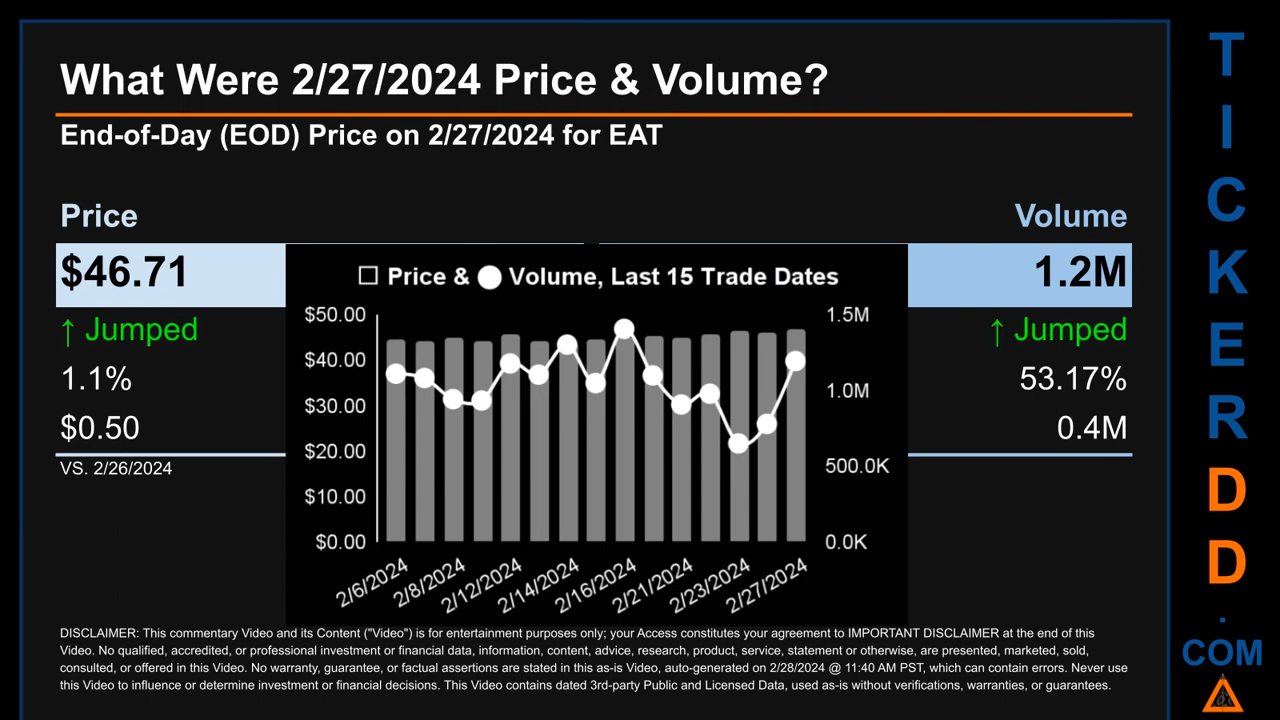 What Were 2/27/2024 Price & Volume?
End-of-Day (EOD) Price on 2/27/2024 for EAT
Price
Volume
$46.71
1.2M
↑ Jumped
↑ Jumped
1.1%
53.17%
$0.50
0.4M
VS. 2/26/2024
Price & Volume, Last 15 Trade Dates
$50.00
$40.00
$30.00
$20.00
$10.00
$0.00
1.5M
1.0M
500.0K
0.0K
2/6/2024
2/8/2024
2/12/2024
2/14/2024
2/16/2024
2/21/2024
2/23/2024
2/27/2024
DISCLAIMER: This commentary Video and its Content ("Video") is for entertainment purposes only; your Access constitutes your agreement to IMPORTANT DISCLAIMER at the end of this
Video. No qualified, accredited, or professional investment or financial data, information, content, advice, research, product, service, statement or otherwise, are presented, marketed, sold,
consulted, or offered in this Video. No warranty, guarantee, or factual assertions are stated in this as-is Video, auto-generated on 2/28/2024 @ 11:40 AM PST, which can contain errors. Never use
this Video to influence or determine investment or financial decisions. This Video contains dated 3rd-party Public and Licensed Data, used as-is without verifications, warranties, or guarantees.
T
I
C
K
E
R
D
D
.
COM